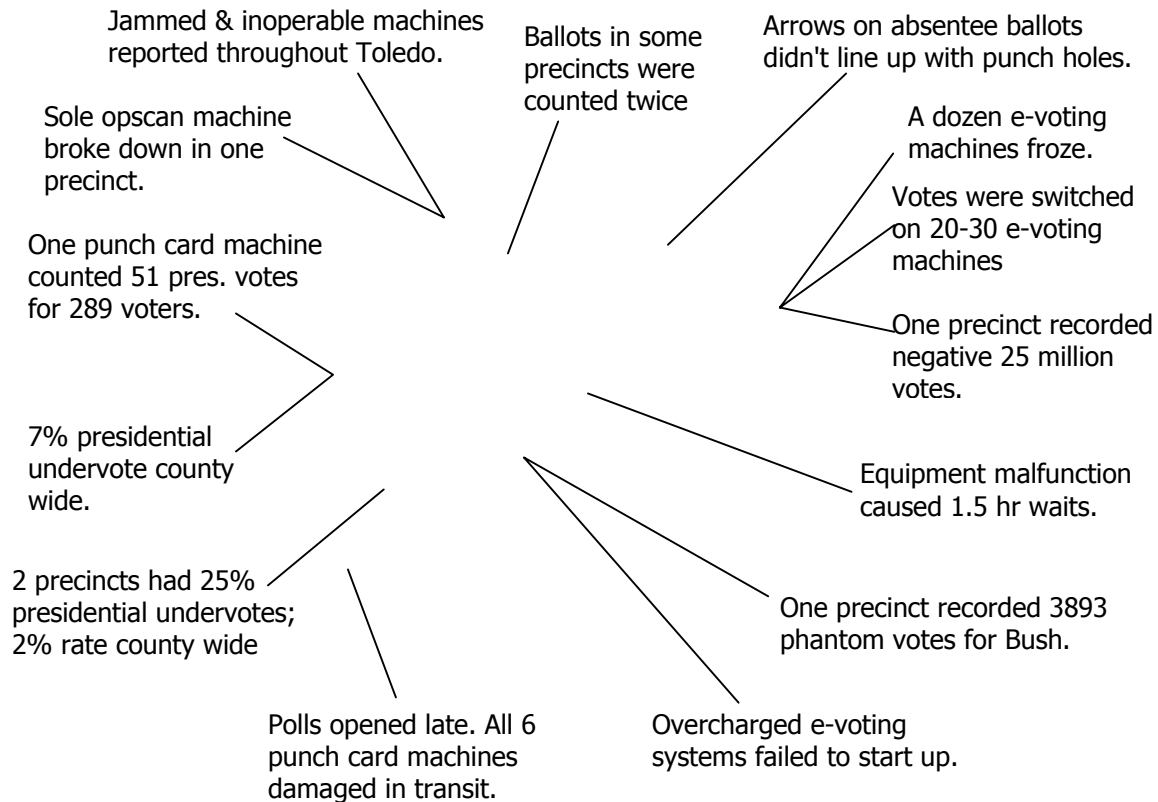 Jammed & inoperable machines
reported throughout Toledo.
Ballots in some
precincts were
counted twice
Arrows on absentee ballots
didn't line up with punch holes.
Sole opscan machine
broke down in one
precinct.
A dozen e-voting
machines froze.
Votes were switched
on 20-30 e-voting
machines
One punch card machine
counted 51 pres. votes
for 289 voters.
One precinct recorded
negative 25 million
votes.
7% presidential
undervote county
wide.
Equipment malfunction
caused 1.5 hr waits.
2 precincts had 25%
presidential undervotes;
2% rate county wide
One precinct recorded 3893
phantom votes for Bush.
Polls opened late. All 6
punch card machines
damaged in transit.
Overcharged e-voting
systems failed to start up.